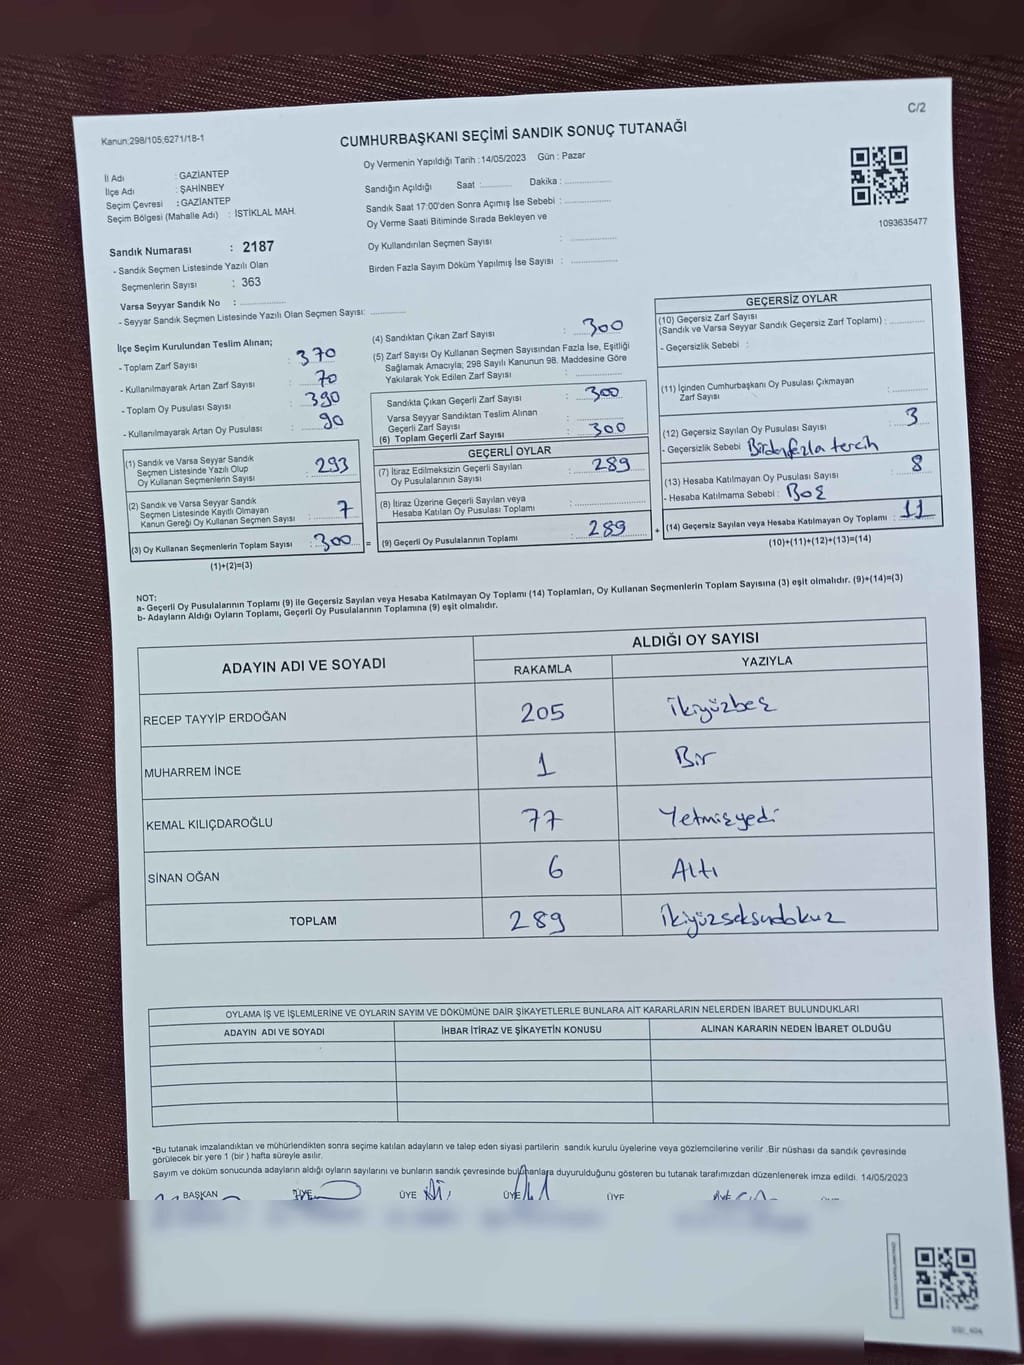 C/2
Kanun;298/105,6271/18-1
CUMHURBAŞKANI SEÇİMİ SANDIK SONUÇ TUTANAĞI
İl Adı : GAZİANTEP
İlçe Adı : ŞAHİNBEY
Seçim Çevresi : GAZİANTEP
Seçim Bölgesi (Mahalle Adı) : İSTİKLAL MAH.
Sandık Numarası : 2187
- Sandık Seçmen Listesinde Yazılı Olan
Seçmenlerin Sayısı : 363
Varsa Seyyar Sandık No :
- Seyyar Sandık Seçmen Listesinde Yazılı Olan Seçmen Sayısı:
Oy Vermenin Yapıldığı Tarih :14/05/2023 Gün : Pazar
Sandığın Açıldığı Saat : Dakika :
Sandık Saat 17:00'den Sonra Açımış İse Sebebi :
Oy Verme Saati Bitiminde Sırada Bekleyen ve
Oy Kullandırılan Seçmen Sayısı :
Birden Fazla Sayım Döküm Yapılmış İse Sayısı :
1093635477
İlçe Seçim Kurulundan Teslim Alınan;
- Toplam Zarf Sayısı : 370
- Kullanılmayarak Artan Zarf Sayısı : 70
- Toplam Oy Pusulası Sayısı : 390
- Kullanılmayarak Artan Oy Pusulası : 90
(1) Sandık ve Varsa Seyyar Sandık
Seçmen Listesinde Yazılı Olup
Oy Kullanan Seçmenlerin Sayısı : 293
(2) Sandık ve Varsa Seyyar Sandık
Seçmen Listesinde Kayıtlı Olmayan
Kanun Gereği Oy Kullanan Seçmen Sayısı : 7
(3) Oy Kullanan Seçmenlerin Toplam Sayısı : 300 =
(1)+(2)=(3)
(4) Sandıktan Çıkan Zarf Sayısı : 300
(5) Zarf Sayısı Oy Kullanan Seçmen Sayısından Fazla İse, Eşitliği
Sağlamak Amacıyla; 298 Sayılı Kanunun 98. Maddesine Göre
Yakılarak Yok Edilen Zarf Sayısı :
Sandıkta Çıkan Geçerli Zarf Sayısı : 300
Varsa Seyyar Sandıktan Teslim Alınan
Geçerli Zarf Sayısı :
(6) Toplam Geçerli Zarf Sayısı : 300
GEÇERLİ OYLAR
(7) İtiraz Edilmeksizin Geçerli Sayılan
Oy Pusulasının Sayısı : 289
(8) İtiraz Üzerine Geçerli Sayılan veya
Hesaba Katılan Oy Pusulası Toplamı :
(9) Geçerli Oy Pusulalarının Toplamı : 289 +
GEÇERSİZ OYLAR
(10) Geçersiz Zarf Sayısı
(Sandık ve Varsa Seyyar Sandık Geçersiz Zarf Toplamı) :
- Geçersizlik Sebebi :
(11) İçinden Cumhurbaşkanı Oy Pusulası Çıkmayan
Zarf Sayısı :
(12) Geçersiz Sayılan Oy Pusulası Sayısı : 3
- Geçersizlik Sebebi : Birden fazla tercih
(13) Hesaba Katılmayan Oy Pusulası Sayısı : 8
- Hesaba Katılmama Sebebi : Boş
(14) Geçersiz Sayılan veya Hesaba Katılmayan Oy Toplamı : 11
(10)+(11)+(12)+(13)=(14)
NOT:
a- Geçerli Oy Pusulalarının Toplamı (9) ile Geçersiz Sayılan veya Hesaba Katılmayan Oy Toplamı (14) Toplamları, Oy Kullanan Seçmenlerin Toplam Sayısına (3) eşit olmalıdır. (9)+(14)=(3)
b- Adayların Aldığı Oyların Toplamı, Geçerli Oy Pusulalarının Toplamına (9) eşit olmalıdır.
ADAYIN ADI VE SOYADI ALDIĞI OY SAYISI
RAKAMLA YAZIYLA
RECEP TAYYİP ERDOĞAN 205 ikiyüzbeş
MUHARREM İNCE 1 Bir
KEMAL KILIÇDAROĞLU 77 Yetmişyedi
SİNAN OĞAN 6 Altı
TOPLAM 289 ikiyüzseksendokuz
OYLAMA İŞ VE İŞLEMLERİNE VE OYLARIN SAYIM VE DÖKÜMÜNE DAİR ŞİKAYETLERLE BUNLARA AİT KARARLARIN NELERDEN İBARET BULUNDUKLARI
ADAYIN ADI VE SOYADI İHBAR İTİRAZ VE ŞİKAYETİN KONUSU ALINAN KARARIN NEDEN İBARET OLDUĞU
*Bu tutanak imzalandıktan ve mühürlendikten sonra seçime katılan adayların ve talep eden siyasi partilerin sandık kurulu üyelerine veya gözlemcilerine verilir .Bir nüshası da sandık çevresinde
görülecek bir yere 1 (bir ) hafta süreyle asılır.
Sayım ve döküm sonucunda adayların aldığı oyların sayılarını ve bunların sandık çevresinde bulunanlara duyurulduğunu gösteren bu tutanak tarafımızdan düzenlenerek imza edildi. 14/05/2023
BAŞKAN ÜYE ÜYE ÜYE ÜYE ÜYE